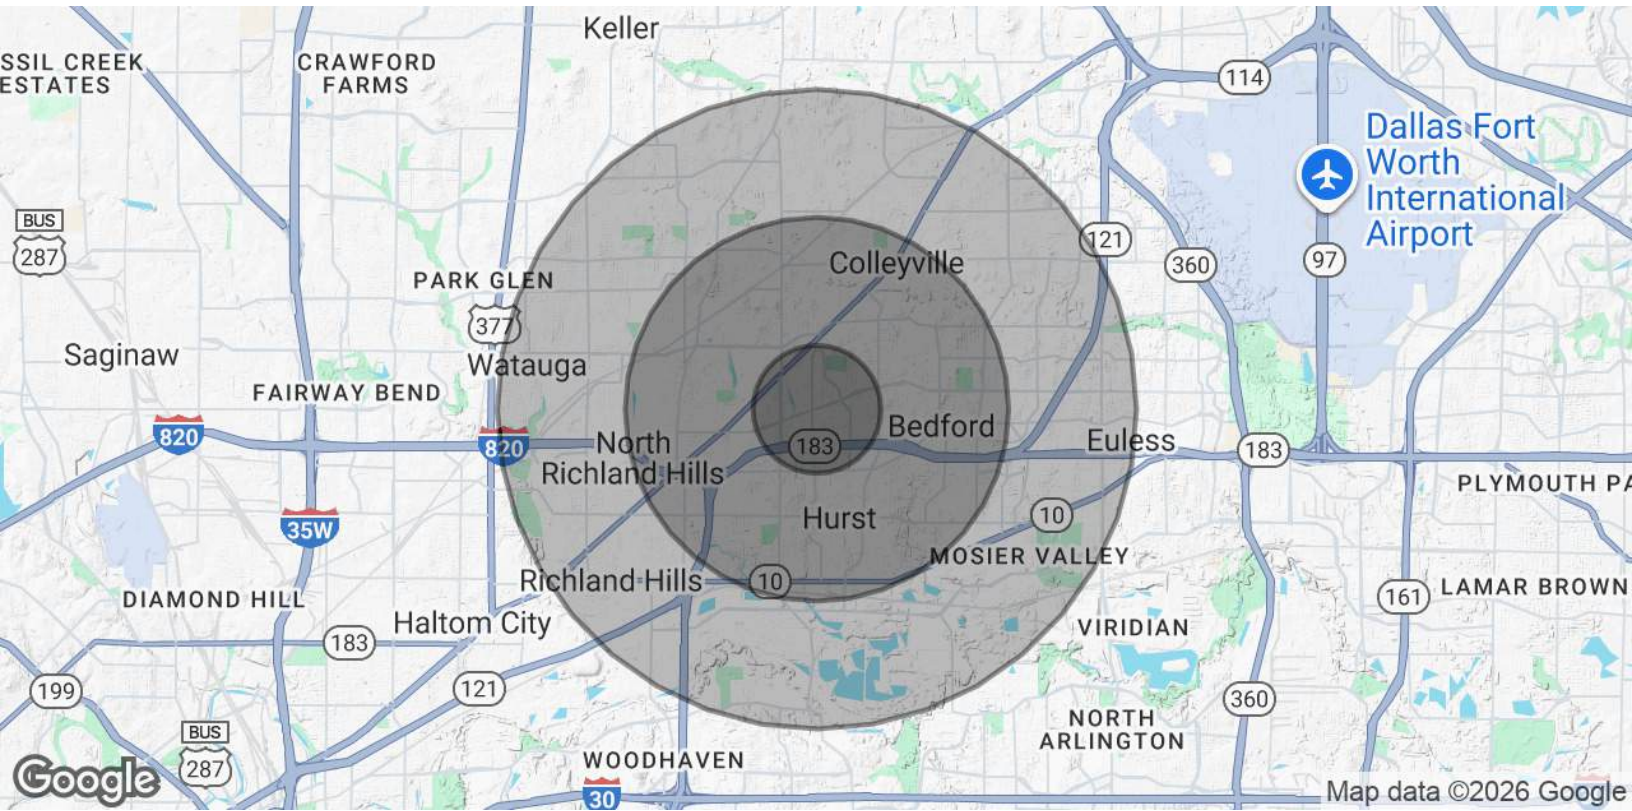 Keller
SSIL CREEK
ESTATES
CRAWFORD
FARMS
114
Dallas Fort
Worth
International
Airport
BUS
287
121
360
97
Colleyville
PARK GLEN
377
Saginaw
Watauga
FAIRWAY BEND
820
820
North
Richland Hills
183
Bedford
Euless
183
PLYMOUTH PA
35W
Hurst
10
MOSIER VALLEY
Richland Hills
10
DIAMOND HILL
161
LAMAR BROWN
Haltom City
183
VIRIDIAN
199
121
360
BUS
287
NORTH
ARLINGTON
WOODHAVEN
30
Google
Map data ©2026 Google